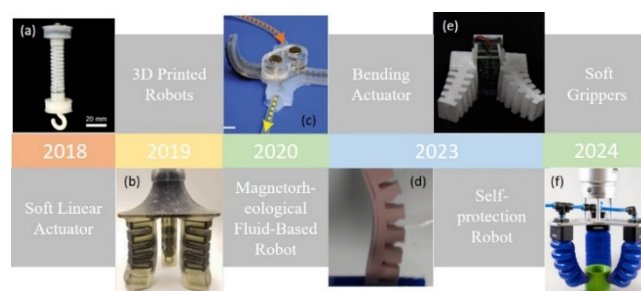 (a)
20 mm
3D Printed
Robots
(c)
Bending
Actuator
(e)
Soft
Grippers
2018
2019
2020
2023
2024
Soft Linear
Actuator
(b)
Magnetorh-
eological
Fluid-Based
Robot
(d)
Self-
protection
Robot
(f)